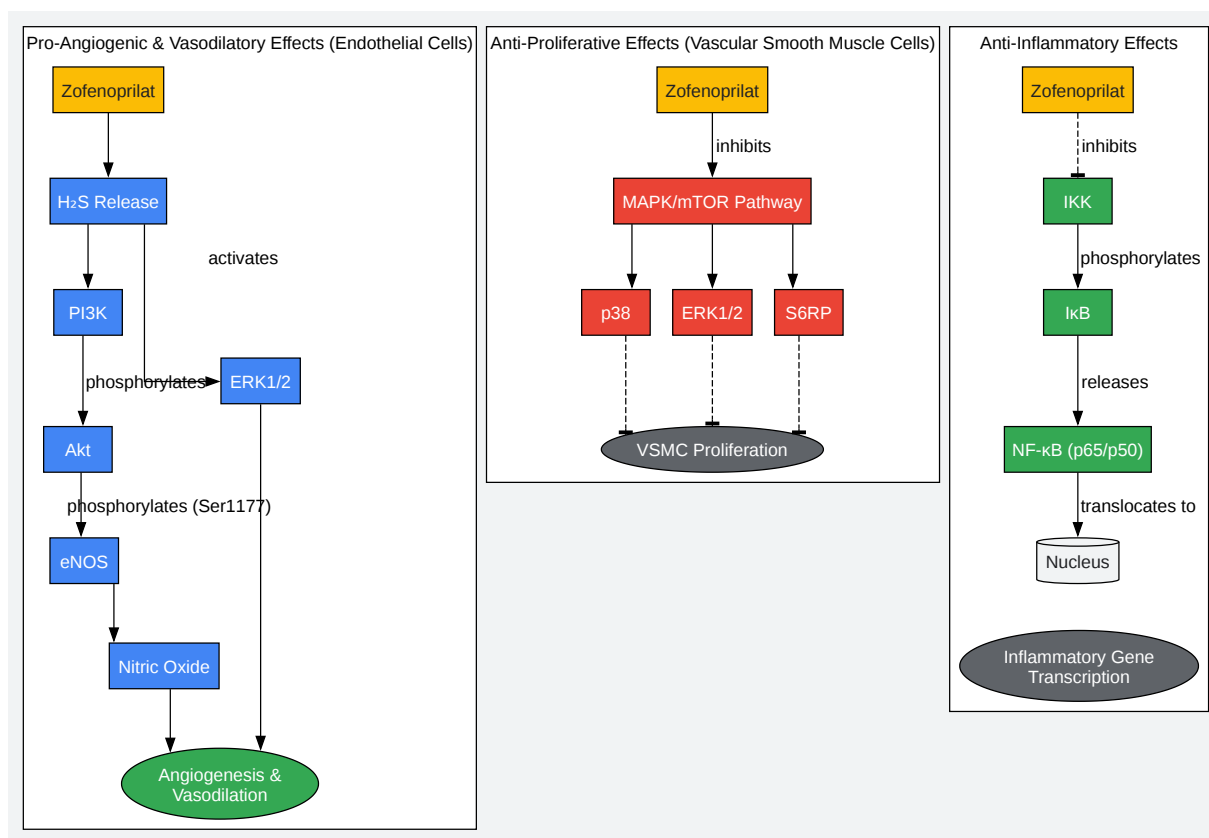 Pro-Angiogenic & Vasodilatory Effects (Endothelial Cells)
Zofenoprilat
H₂S Release
activates
PI3K
phosphorylates
ERK1/2
Akt
phosphorylates (Ser1177)
eNOS
Nitric Oxide
Angiogenesis &
Vasodilation
Anti-Proliferative Effects (Vascular Smooth Muscle Cells)
Zofenoprilat
inhibits
MAPK/mTOR Pathway
p38
ERK1/2
S6RP
VSMC Proliferation
Anti-Inflammatory Effects
Zofenoprilat
inhibits
IKK
phosphorylates
IκB
releases
NF-κB (p65/p50)
translocates to
Nucleus
Inflammatory Gene
Transcription